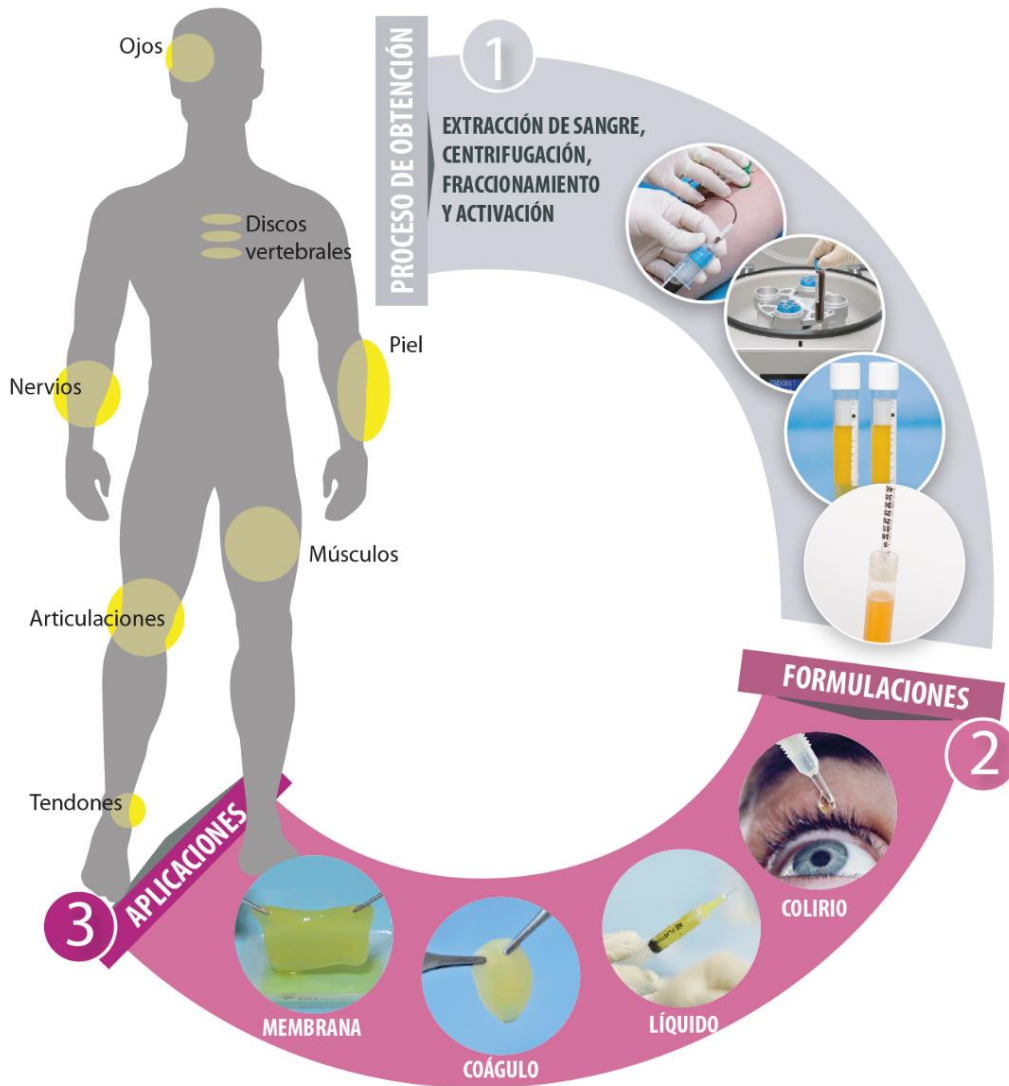 Ojos
Discos
vertebrales
Piel
Nervios
Músculos
Articulaciones
Tendones
PROCESO DE OBTENCIÓN
1
EXTRACCIÓN DE SANGRE,
CENTRIFUGACIÓN,
FRACCIONAMIENTO
Y ACTIVACIÓN
FORMULACIONES
2
COLIRIO
LÍQUIDO
COÁGULO
MEMBRANA
3
APLICACIONES